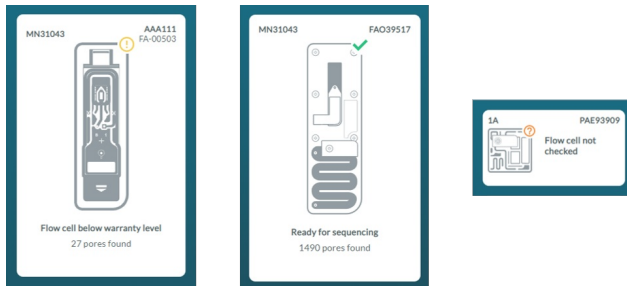 MN31043
AAA111
FA-00503
Flow cell below warranty level
27 pores found
MN31043
FAO39517
Ready for sequencing
1490 pores found
1A
PAE93909
Flow cell not
checked